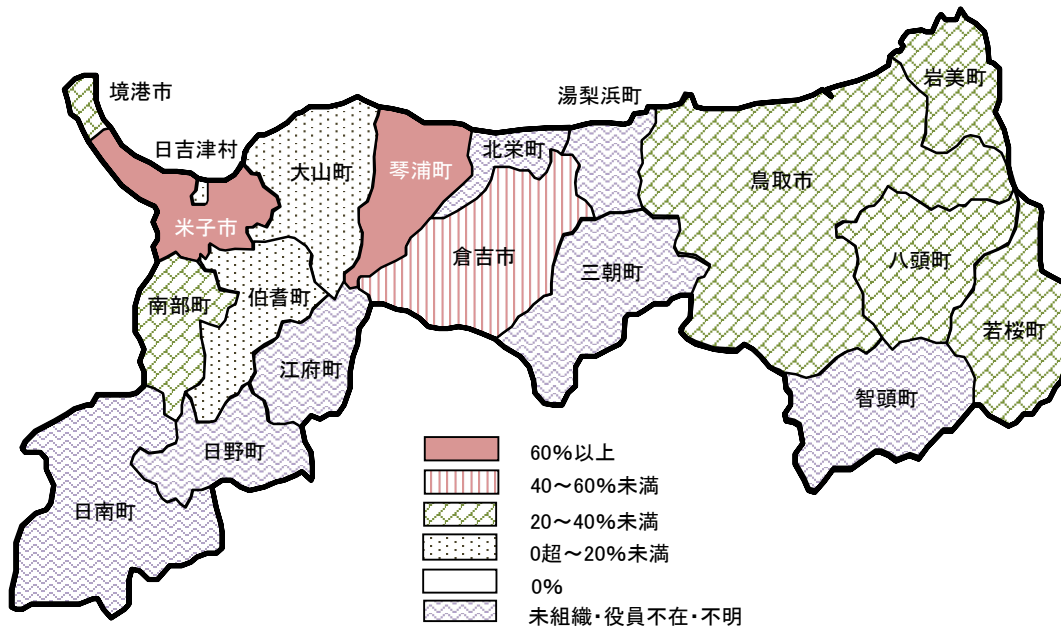 岩美町
境港市
湯梨浜町
日吉津村
北栄町
大山町
琴浦町
鳥取市
米子市
倉吉市
八頭町
三朝町
南部町
伯耆町
若桜町
江府町
智頭町
日野町
日南町
60%以上
40～60%未満
20～40%未満
0超～20%未満
0%
未組織・役員不在・不明